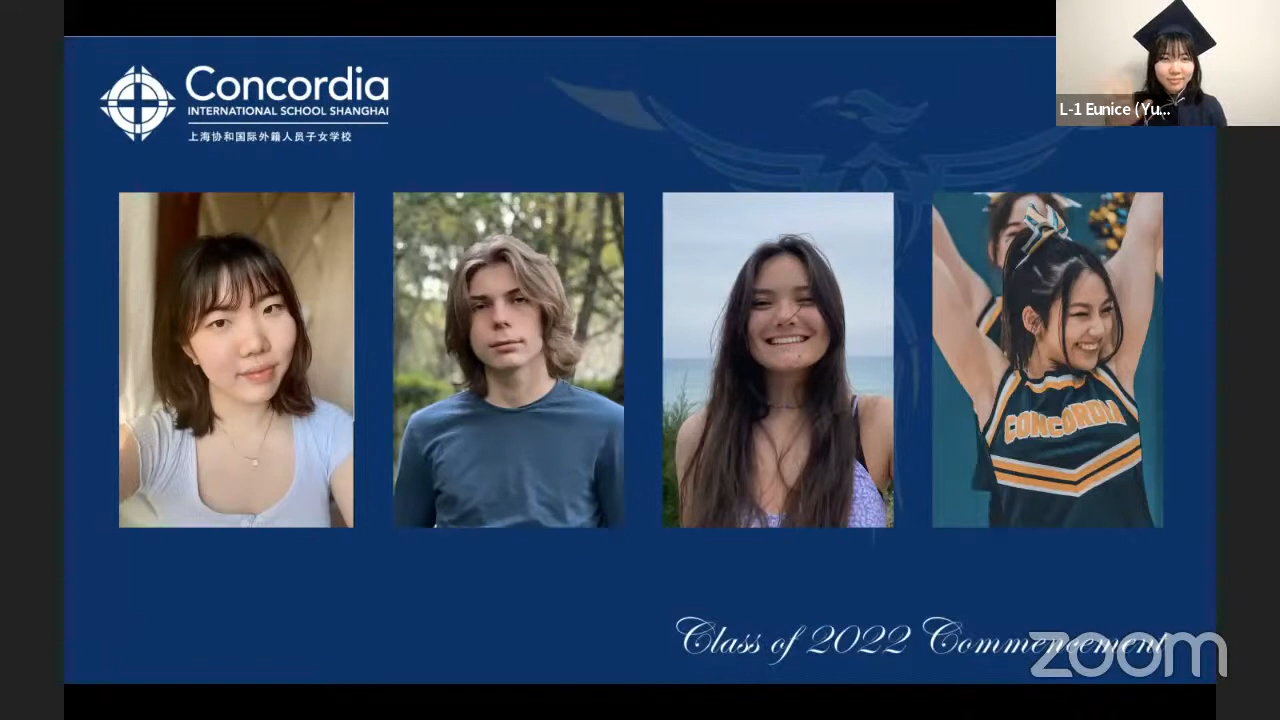 Concordia
INTERNATIONAL SCHOOL SHANGHAI
上海协和国际外籍人员子女学校
L-1 Eunice (Yu...
CONCORDIA
Class of 2022 Commencement
zoom